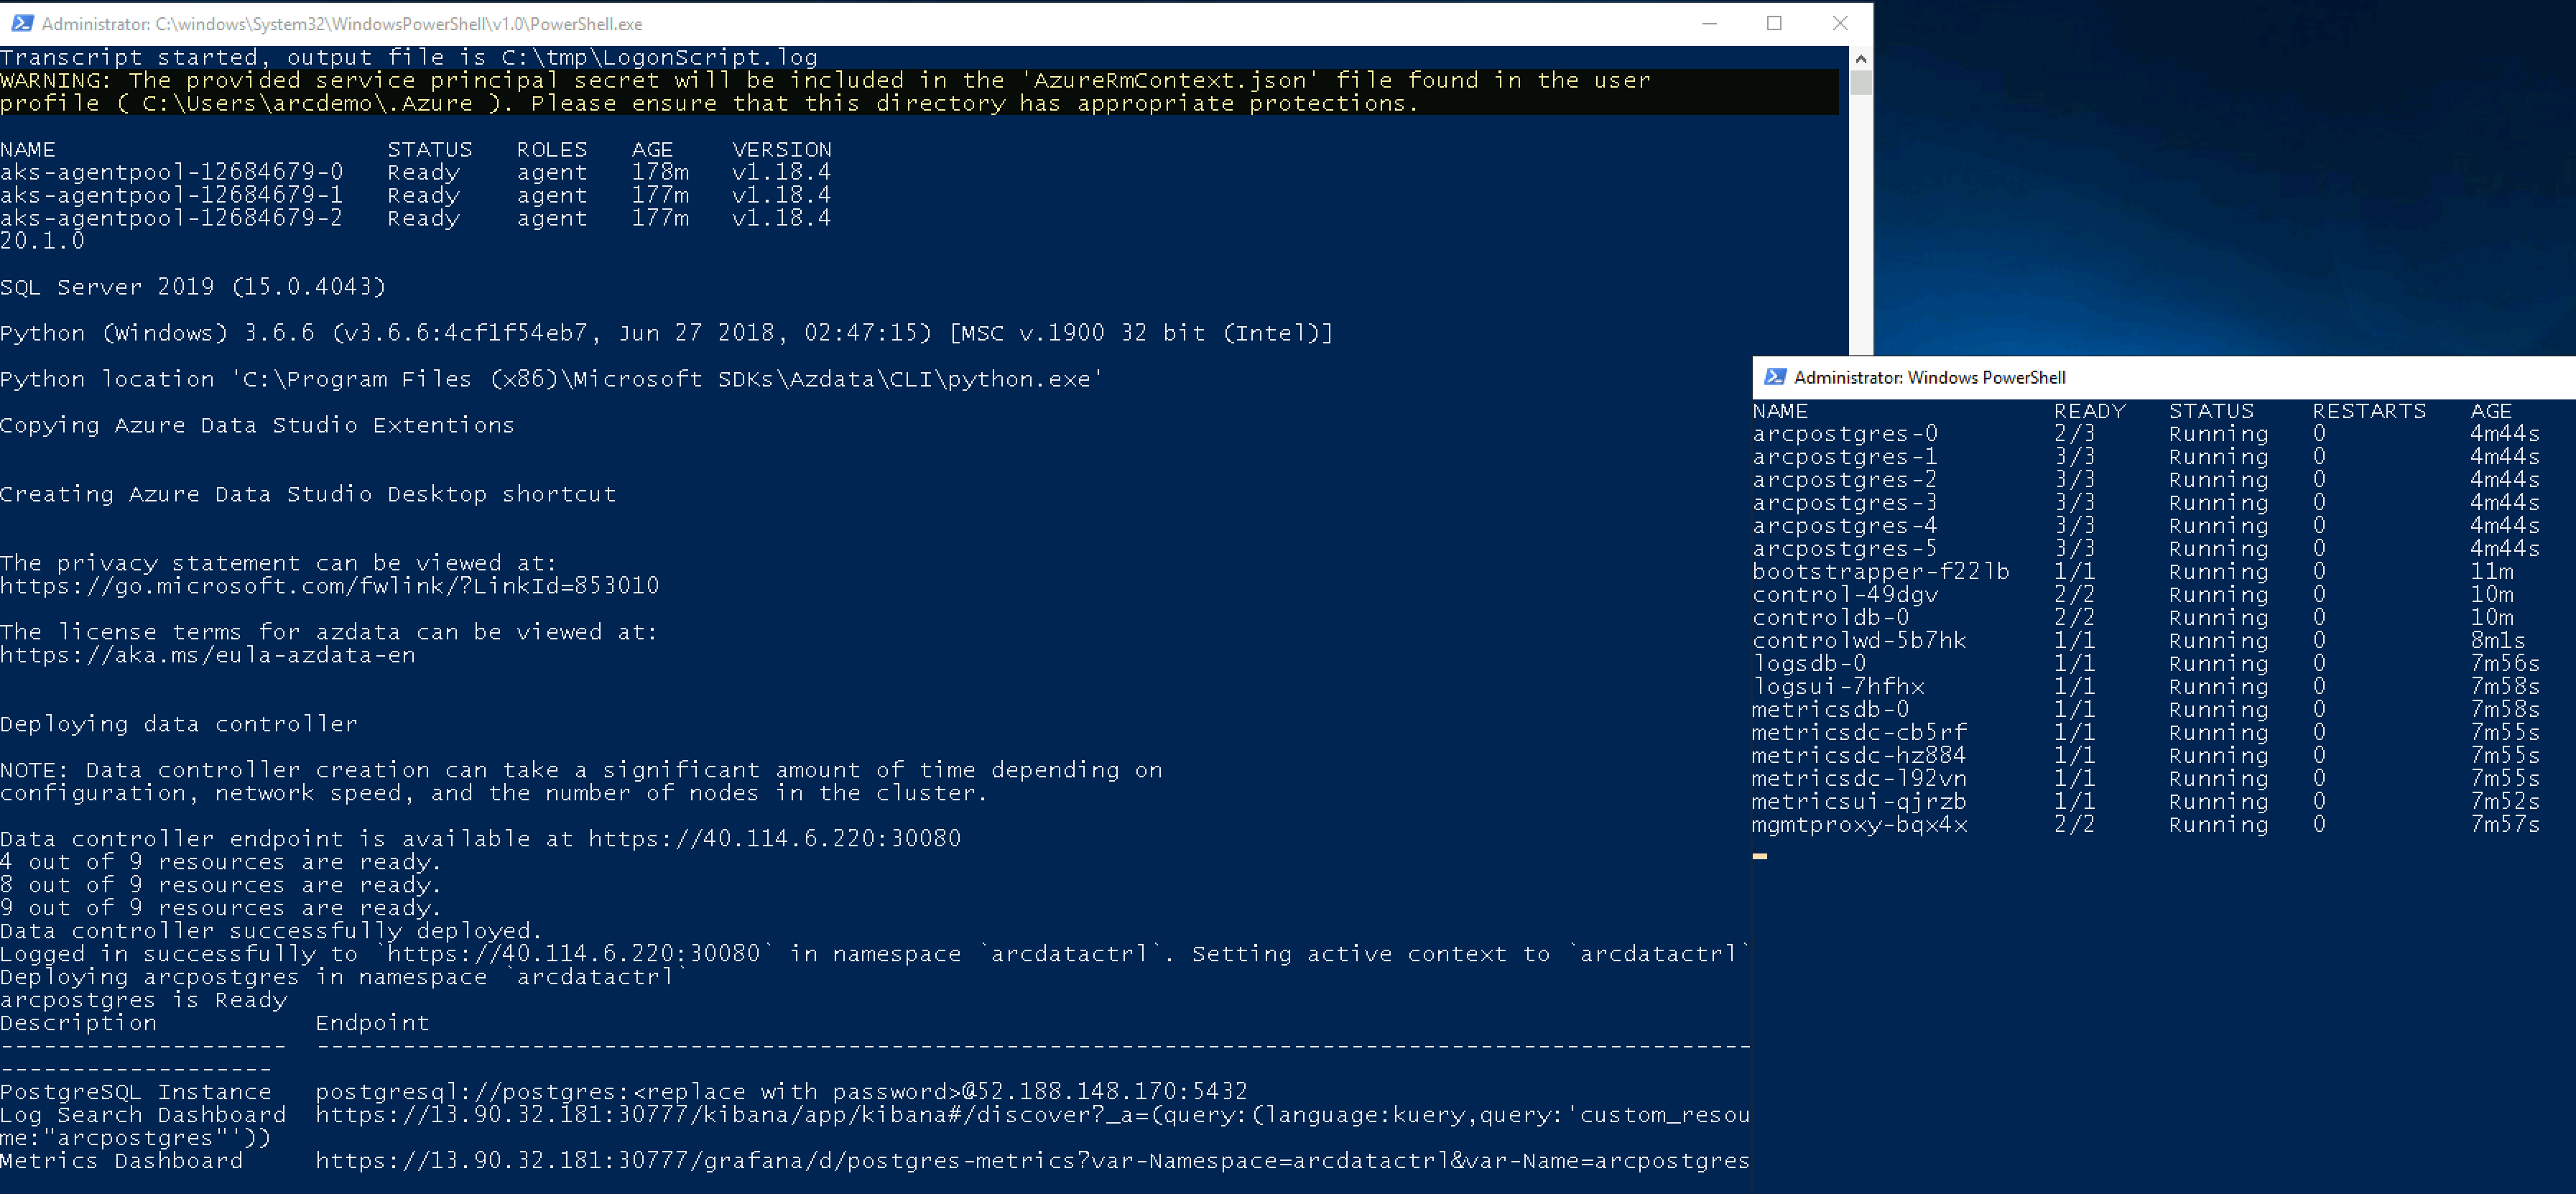 Administrator: C:\windows\System32\WindowsPowerShell\v1.0\PowerShell.exe
Transcript started, output file is C:\tmp\LogonScript.log
WARNING: The provided service principal secret will be included in the 'AzureRmContext.json' file found in the user
profile ( C:\Users\arcdemo\.Azure ). Please ensure that this directory has appropriate protections.
NAME STATUS ROLES AGE VERSION
aks-agentpool-12684679-0 Ready agent 178m v1.18.4
aks-agentpool-12684679-1 Ready agent 177m v1.18.4
aks-agentpool-12684679-2 Ready agent 177m v1.18.4
20.1.0
SQL Server 2019 (15.0.4043)
Python (Windows) 3.6.6 (v3.6.6:4cf1f54eb7, Jun 27 2018, 02:47:15) [MSC v.1900 32 bit (Intel)]
Python location 'C:\Program Files (x86)\Microsoft SDKs\Azdata\CLI\python.exe'
Copying Azure Data Studio Extentions
Creating Azure Data Studio Desktop shortcut
The privacy statement can be viewed at:
https://go.microsoft.com/fwlink/?LinkId=853010
The license terms for azdata can be viewed at:
https://aka.ms/eula-azdata-en
Deploying data controller
NOTE: Data controller creation can take a significant amount of time depending on
configuration, network speed, and the number of nodes in the cluster.
Data controller endpoint is available at https://40.114.6.220:30080
4 out of 9 resources are ready.
8 out of 9 resources are ready.
9 out of 9 resources are ready.
Data controller successfully deployed.
Logged in successfully to `https://40.114.6.220:30080` in namespace `arcdatactrl`. Setting active context to `arcdatactrl`
Deploying arcpostgres in namespace `arcdatactrl`
arcpostgres is Ready
Description Endpoint
-------------------- ----------------------------------------------------------------------------------------------------
-------------------
PostgreSQL Instance postgresql://postgres:<replace with password>@52.188.148.170:5432
Log Search Dashboard https://13.90.32.181:30777/kibana/app/kibana#/discover?_a=(query:(language:kuery,query:'custom_resou
me:"arcpostgres"'))
Metrics Dashboard https://13.90.32.181:30777/grafana/d/postgres-metrics?var-Namespace=arcdatactrl&var-Name=arcpostgres
Administrator: Windows PowerShell
NAME READY STATUS RESTARTS AGE
arcpostgres-0 2/3 Running 0 4m44s
arcpostgres-1 3/3 Running 0 4m44s
arcpostgres-2 3/3 Running 0 4m44s
arcpostgres-3 3/3 Running 0 4m44s
arcpostgres-4 3/3 Running 0 4m44s
arcpostgres-5 3/3 Running 0 4m44s
bootstrapper-f22lb 1/1 Running 0 11m
control-49dgv 2/2 Running 0 10m
controldb-0 2/2 Running 0 10m
controlwd-5b7hk 1/1 Running 0 8m1s
logsdb-0 1/1 Running 0 7m56s
logsui-7hfhx 1/1 Running 0 7m58s
metricsdb-0 1/1 Running 0 7m58s
metricsdc-cb5rf 1/1 Running 0 7m55s
metricsdc-hz884 1/1 Running 0 7m55s
metricsdc-l92vn 1/1 Running 0 7m55s
metricsui-qjrzb 1/1 Running 0 7m52s
mgmtproxy-bqx4x 2/2 Running 0 7m57s